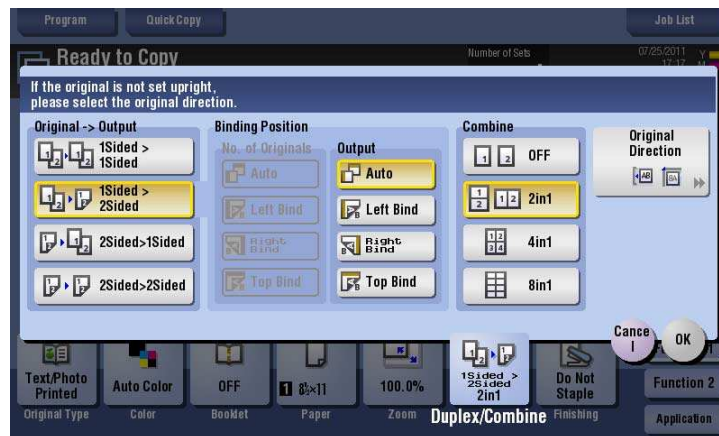 Program
Quick Copy
Job List
Ready to Copy
Number of Sets
07/25/2011
17:17
Y
M
If the original is not set upright,
please select the original direction.
Original -> Output
1Sided >
1Sided
1Sided >
2Sided
2Sided>1Sided
2Sided>2Sided
Binding Position
No. of Originals
Auto
Left Bind
Right
Bind
Top Bind
Output
Auto
Left Bind
Right
Bind
Top Bind
Combine
OFF
2in1
4in1
8in1
Original
Direction
Cance
l
OK
Text/Photo
Printed
Auto Color
OFF
1 8½×11
100.0%
1Sided >
2Sided
2in1
Do Not
Staple
Function 2
Original Type
Color
Booklet
Paper
Zoom
Duplex/Combine
Finishing
Application